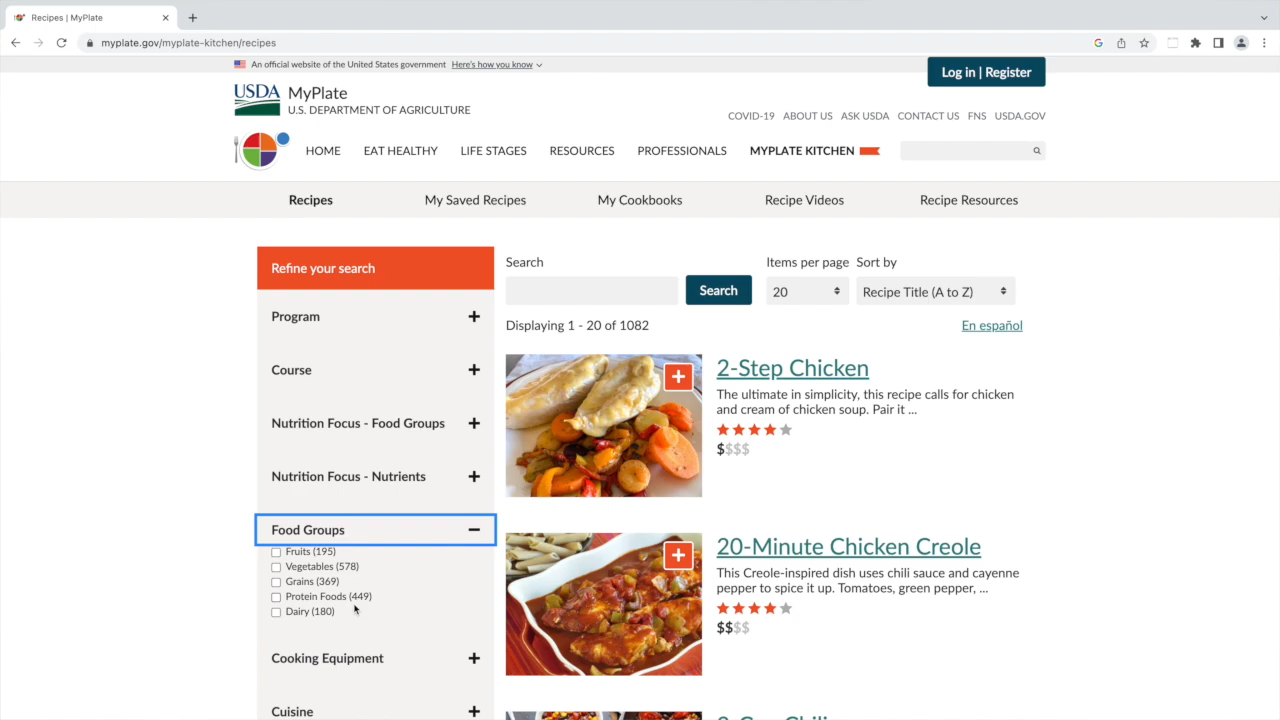 Recipes | MyPlate
myplate.gov/myplate-kitchen/recipes
An official website of the United States government Here's how you know
Log in | Register
USDA MyPlate
U.S. DEPARTMENT OF AGRICULTURE
COVID-19 ABOUT US ASK USDA CONTACT US FNS USDA.GOV
HOME EAT HEALTHY LIFE STAGES RESOURCES PROFESSIONALS MYPLATE KITCHEN
Recipes My Saved Recipes My Cookbooks Recipe Videos Recipe Resources
Refine your search
Program
Course
Nutrition Focus - Food Groups
Nutrition Focus - Nutrients
Food Groups
Fruits (195)
Vegetables (578)
Grains (369)
Protein Foods (449)
Dairy (180)
Cooking Equipment
Cuisine
Search Items per page Sort by
Search 20 Recipe Title (A to Z)
Displaying 1 - 20 of 1082 En español
2-Step Chicken
The ultimate in simplicity, this recipe calls for chicken
and cream of chicken soup. Pair it ...
$$$$
20-Minute Chicken Creole
This Creole-inspired dish uses chili sauce and cayenne
pepper to spice it up. Tomatoes, green pepper, ...
$$$$